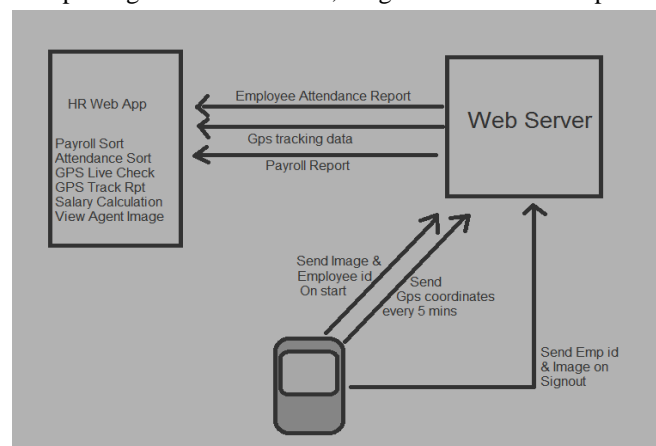 HR Web App
Payroll Sort
Attendance Sort
GPS Live Check
GPS Track Rpt
Salary Calculation
View Agent Image
Employee Attendance Report
Gps tracking data
Payroll Report
Web Server
Send Image &
Employee id
On start
Send
Gps coordinates
every 5 mins
Send Emp id
& Image on
Signout